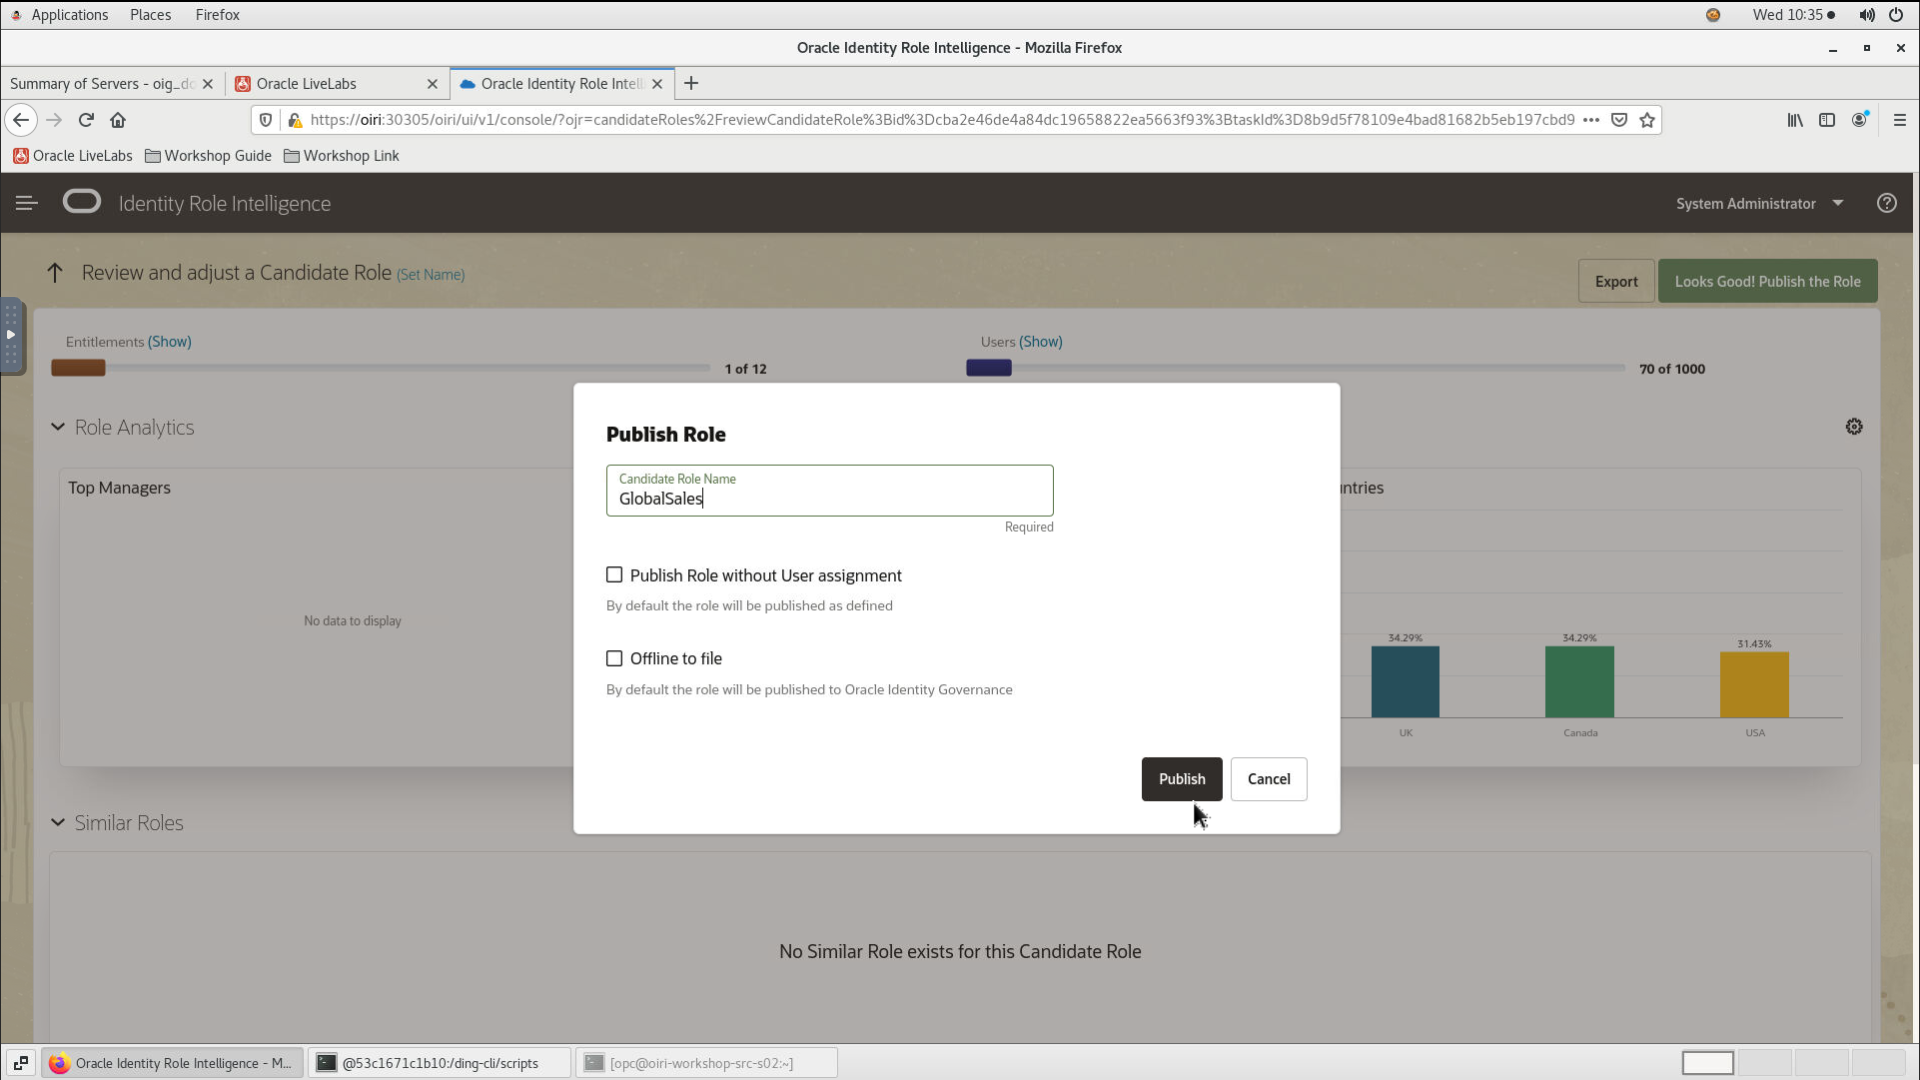 Applications Places Firefox Wed 10:35
Oracle Identity Role Intelligence - Mozilla Firefox
Summary of Servers - oig_do Oracle LiveLabs Oracle Identity Role Intell
https://oiri:30305/oiri/ui/v1/console/?ojr=candidateRoles%2FreviewCandidateRole%3Bid%3Dcba2e46de4a84dc19658822ea5663f93%3BtaskId%3D8b9d5f78109e4bad81682b5eb197cbd9
Oracle LiveLabs Workshop Guide Workshop Link
Identity Role Intelligence System Administrator
Review and adjust a Candidate Role (Set Name) Export Looks Good! Publish the Role
Entitlements (Show) Users (Show)
1 of 12 70 of 1000
Role Analytics
Top Managers
No data to display
ntries
34.29% 34.29% 31.43%
UK Canada USA
Publish Role
Candidate Role Name
GlobalSales
Required
Publish Role without User assignment
By default the role will be published as defined
Offline to file
By default the role will be published to Oracle Identity Governance
Publish Cancel
Similar Roles
No Similar Role exists for this Candidate Role
Oracle Identity Role Intelligence - M... @53c1671c1b10:/ding-cli/scripts [opc@oiri-workshop-src-s02:~]